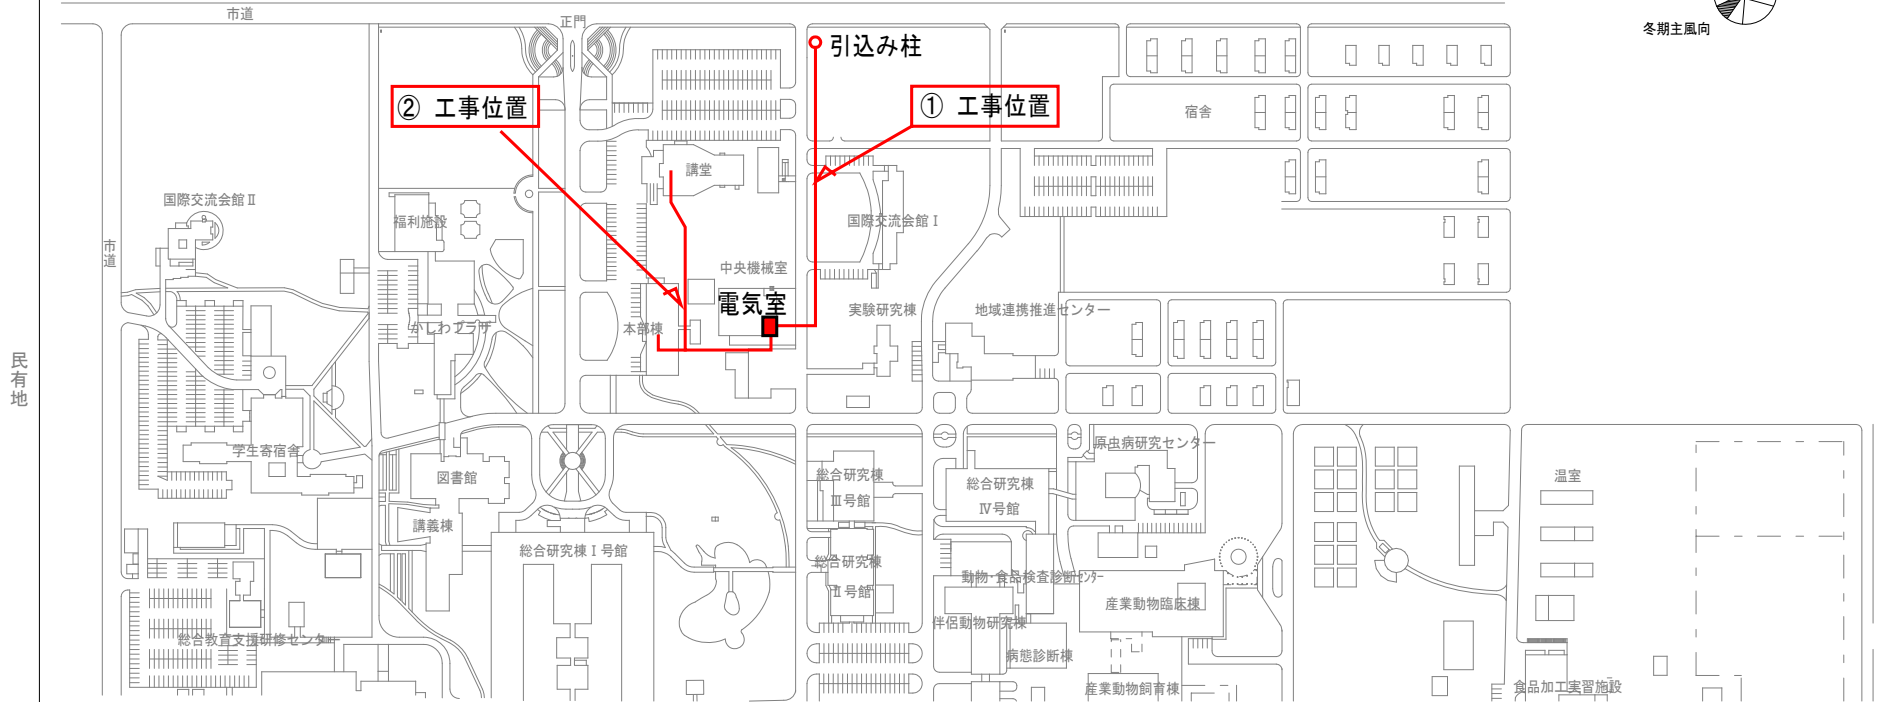 市道
正門
冬期主風向
引込み柱
② 工事位置
① 工事位置
宿舎
講堂
国際交流会館Ⅱ
福利施設
国際交流会館Ⅰ
市道
中央機械室
電気室
実験研究棟
地域連携推進センター
かしわプラザ
本部棟
民有地
学生寄宿舎
図書館
原虫病研究センター
総合研究棟
Ⅲ号館
総合研究棟
Ⅳ号館
温室
講義棟
総合研究棟Ⅰ号館
総合研究棟
Ⅱ号館
動物・食品検査診断センター
産業動物臨床棟
伴侶動物研究棟
総合教育支援研修センター
病態診断棟
産業動物飼育棟
食品加工実習施設